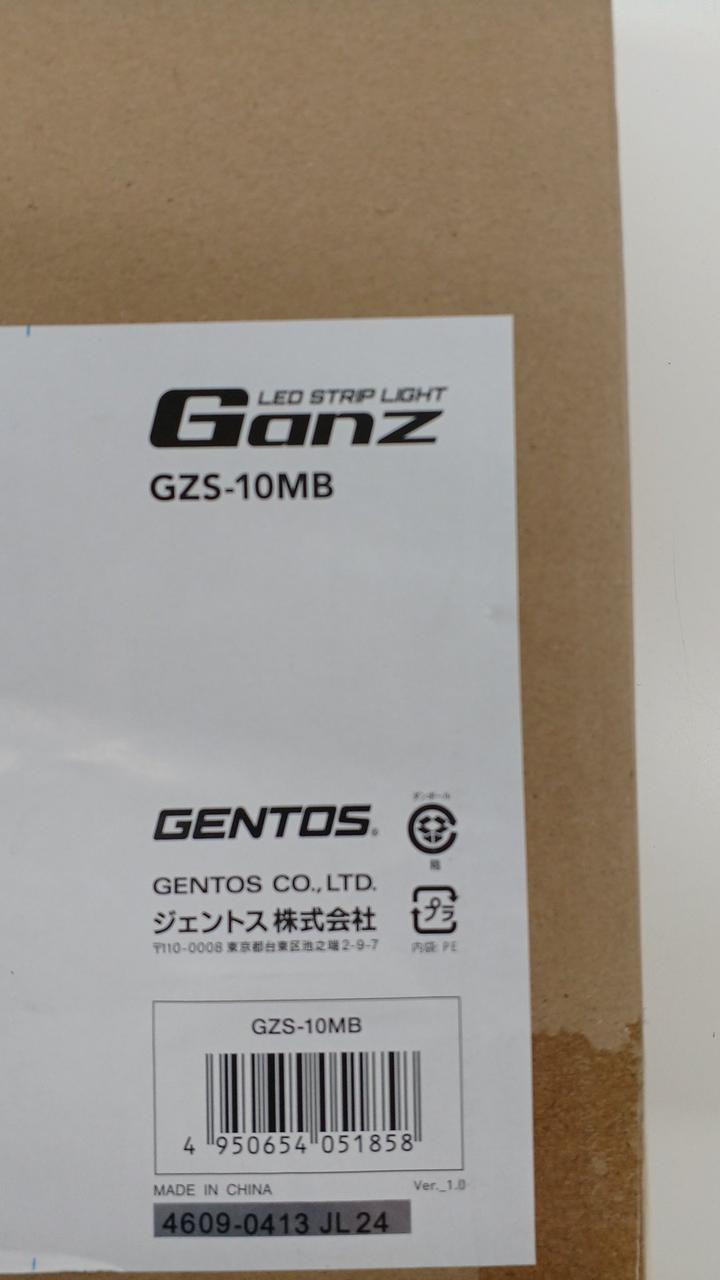 LED STRIP LIGHT
Ganz
GZS-10MB
GENTOS®
ダンボール
箱
GENTOS CO.,LTD.
ジェントス株式会社
〒110-0008 東京都台東区池之端2-9-7
プラ
内袋: PE
GZS-10MB
4 950654 051858
MADE IN CHINA
Ver._1.0
4609-0413 JL24